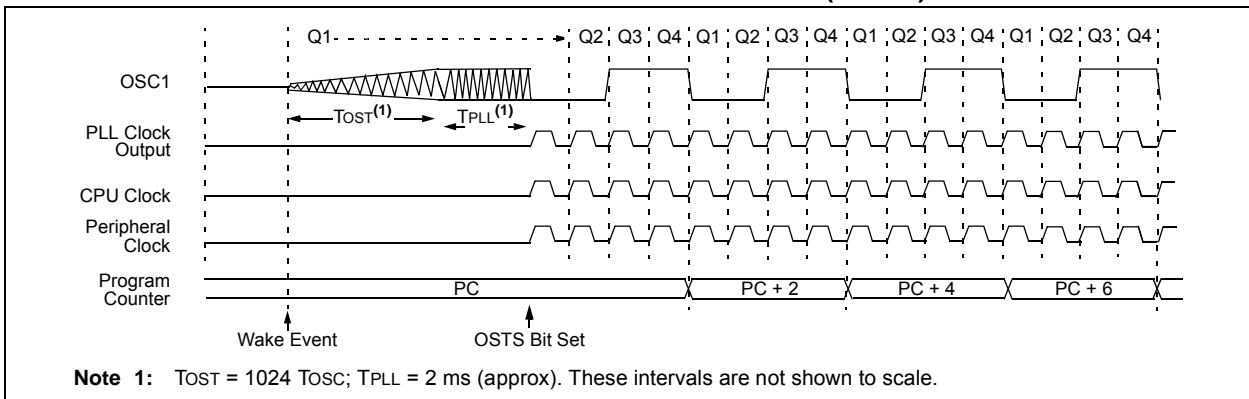 Q1 Q2 Q3 Q4 Q1 Q2 Q3 Q4 Q1 Q2 Q3 Q4 Q1 Q2 Q3 Q4
OSC1
TOST(1) TPLL(1)
PLL Clock
Output
CPU Clock
Peripheral
Clock
Program
Counter
PC PC + 2 PC + 4 PC + 6
Wake Event OSTS Bit Set
Note 1: TOST = 1024 TOSC; TPLL = 2 ms (approx). These intervals are not shown to scale.